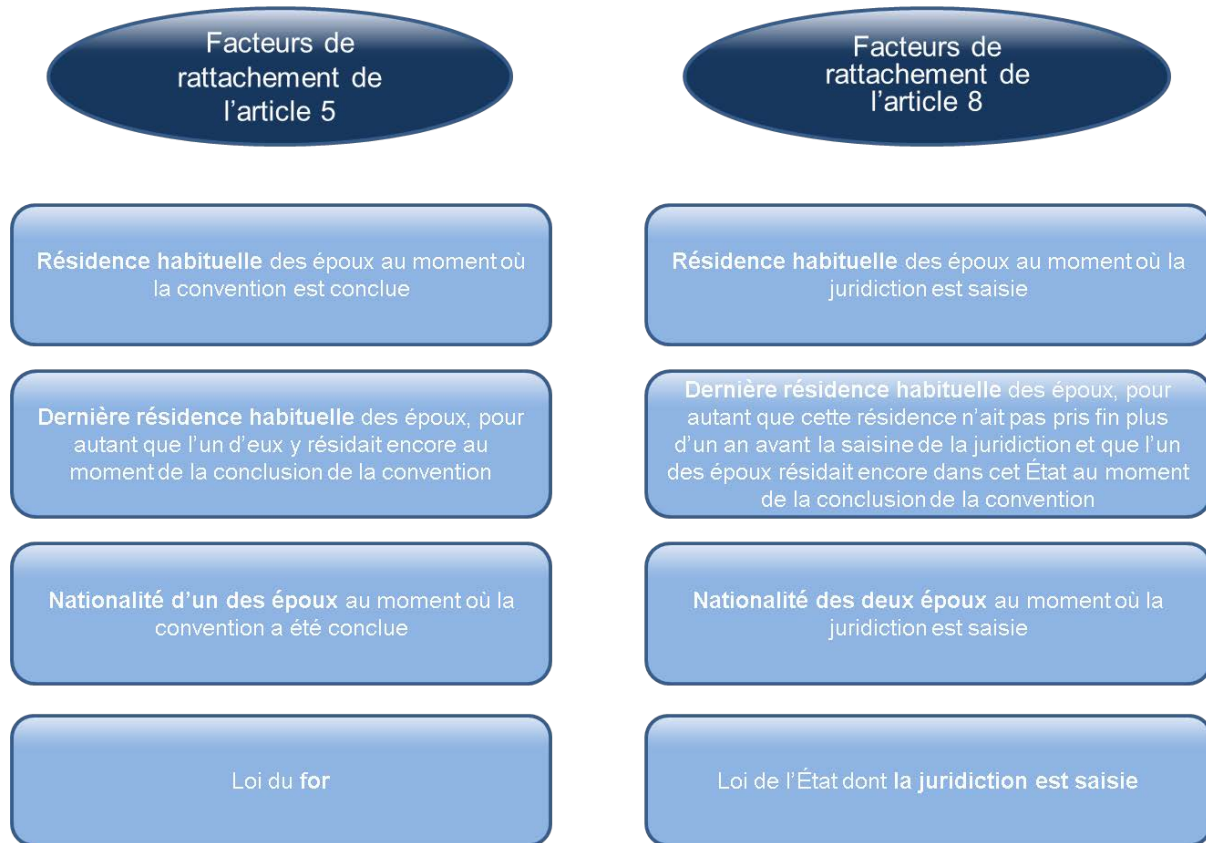 Facteurs de
rattachement de
l'article 5
Facteurs de
rattachement de
l'article 8
Résidence habituelle des époux au moment où
la convention est conclue
Résidence habituelle des époux au moment où la
juridiction est saisie
Dernière résidence habituelle des époux, pour
autant que l'un d'eux y résidait encore au
moment de la conclusion de la convention
Dernière résidence habituelle des époux, pour
autant que cette résidence n'ait pas pris fin plus
d'un an avant la saisine de la juridiction et que l'un
des époux résidait encore dans cet État au moment
de la conclusion de la convention
Nationalité d'un des époux au moment où la
convention a été conclue
Nationalité des deux époux au moment où la
juridiction est saisie
Loi du for
Loi de l'État dont la juridiction est saisie